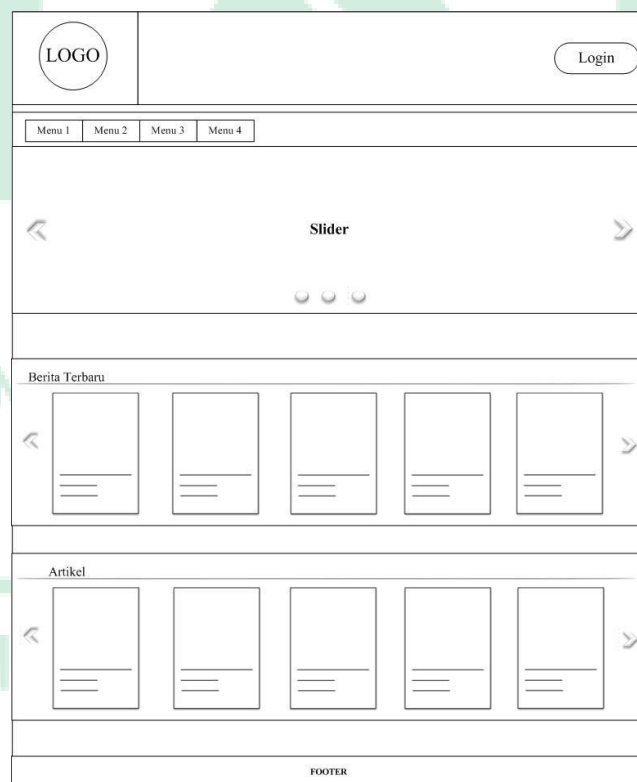 LOGO
Login
Menu 1 Menu 2 Menu 3 Menu 4
Slider
Berita Terbaru
Artikel
FOOTER